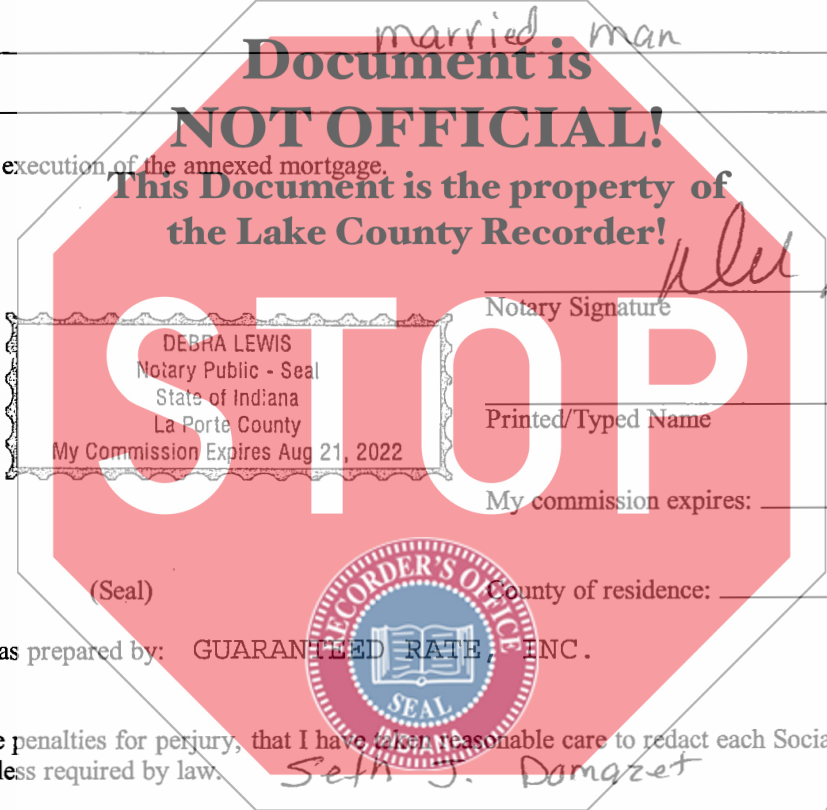 married man
Document is
NOT OFFICIAL!
execution of the annexed mortgage.
This Document is the property of
the Lake County Recorder!
STOP
Notary Signature
DEBRA LEWIS
Notary Public - Seal
State of Indiana
La Porte County
My Commission Expires Aug 21, 2022
Printed/Typed Name
My commission expires:
(Seal)
County of residence:
RECORDER'S OFFICE
SEAL
as prepared by: GUARANTEED RATE, INC.
e penalties for perjury, that I have taken reasonable care to redact each Socia
less required by law. Seth J. Domazet